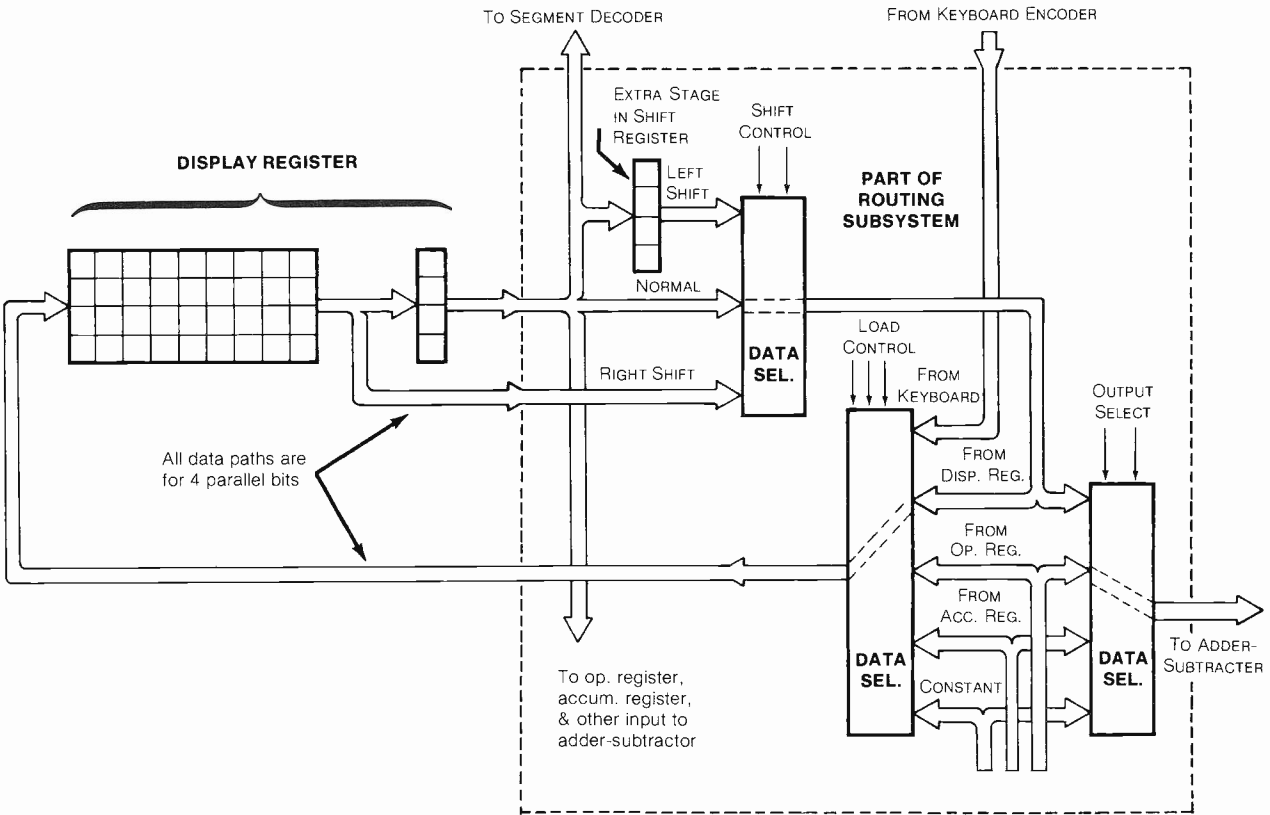 TO SEGMENT DECODER
FROM KEYBOARD ENCODER
EXTRA STAGE
IN SHIFT
REGISTER
SHIFT
CONTROL
DISPLAY REGISTER
LEFT
SHIFT
PART OF
ROUTING
SUBSYSTEM
NORMAL
DATA
SEL.
LOAD
CONTROL
RIGHT SHIFT
FROM
KEYBOARD
OUTPUT
SELECT
All data paths are
for 4 parallel bits
FROM
DISP. REG.
FROM
OP. REG.
FROM
ACC. REG.
DATA
SEL.
CONSTANT
DATA
SEL.
TO ADDER-
SUBTRACTER
To op. register,
accum. register,
& other input to
adder-subtractor